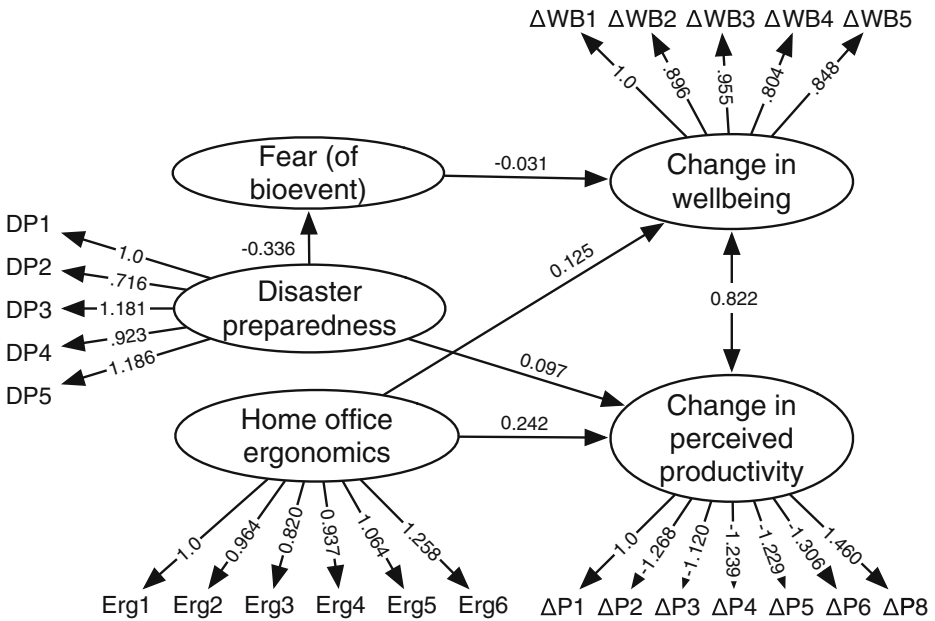 ΔWB1 ΔWB2 ΔWB3 ΔWB4 ΔWB5
1.0
.896
.955
.804
.848
Fear (of
bioevent)
-0.031
Change in
wellbeing
DP1
DP2
DP3
DP4
DP5
1.0
.716
1.181
.923
1.186
-0.336
Disaster
preparedness
0.125
0.822
0.097
Home office
ergonomics
0.242
Change in
perceived
productivity
1.0
0.964
0.820
0.937
1.064
1.258
1.0
-1.268
-1.120
-1.239
-1.229
-1.306
1.460
Erg1 Erg2 Erg3 Erg4 Erg5 Erg6
ΔP1 ΔP2 ΔP3 ΔP4 ΔP5 ΔP6 ΔP8